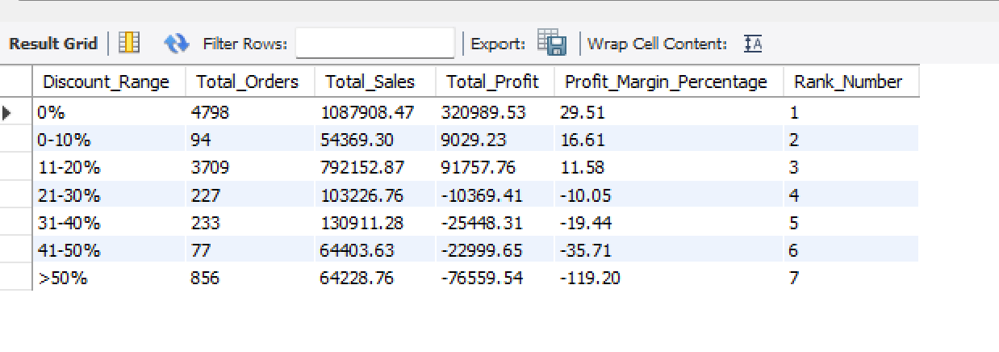 Result Grid Filter Rows: Export: Wrap Cell Content: IA
Discount_Range Total_Orders Total_Sales Total_Profit Profit_Margin_Percentage Rank_Number
0% 4798 1087908.47 320989.53 29.51 1
0-10% 94 54369.30 9029.23 16.61 2
11-20% 3709 792152.87 91757.76 11.58 3
21-30% 227 103226.76 -10369.41 -10.05 4
31-40% 233 130911.28 -25448.31 -19.44 5
41-50% 77 64403.63 -22999.65 -35.71 6
>50% 856 64228.76 -76559.54 -119.20 7